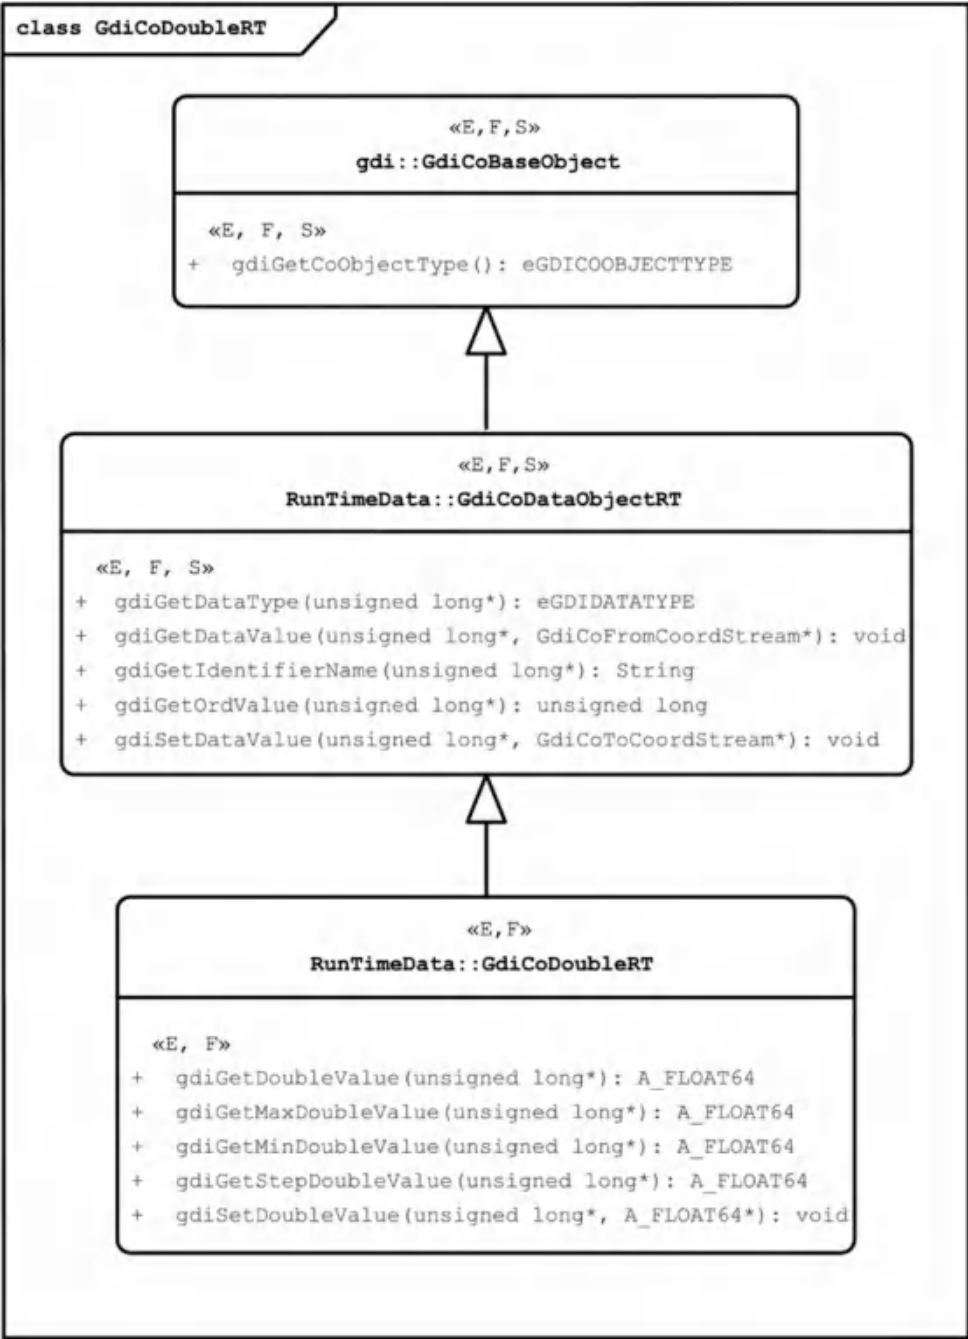 class GdiCoDoubleRT
«E,F,S»
gdi::GdiCoBaseObject
«E, F, S»
+ gdiGetCoObjectType(): eGDICOOBJECTTYPE
«E,F,S»
RunTimeData::GdiCoDataObjectRT
«E, F, S»
+ gdiGetDataType(unsigned long*): eGDIDATATYPE
+ gdiGetDataValue(unsigned long*, GdiCoFromCoordStream*): void
+ gdiGetIdentifierName(unsigned long*): String
+ gdiGetOrdValue(unsigned long*): unsigned long
+ gdiSetDataValue(unsigned long*, GdiCoToCoordStream*): void
«E,F»
RunTimeData::GdiCoDoubleRT
«E, F»
+ gdiGetDoubleValue(unsigned long*): A_FLOAT64
+ gdiGetMaxDoubleValue(unsigned long*): A_FLOAT64
+ gdiGetMinDoubleValue(unsigned long*): A_FLOAT64
+ gdiGetStepDoubleValue(unsigned long*): A_FLOAT64
+ gdiSetDoubleValue(unsigned long*, A_FLOAT64*): void